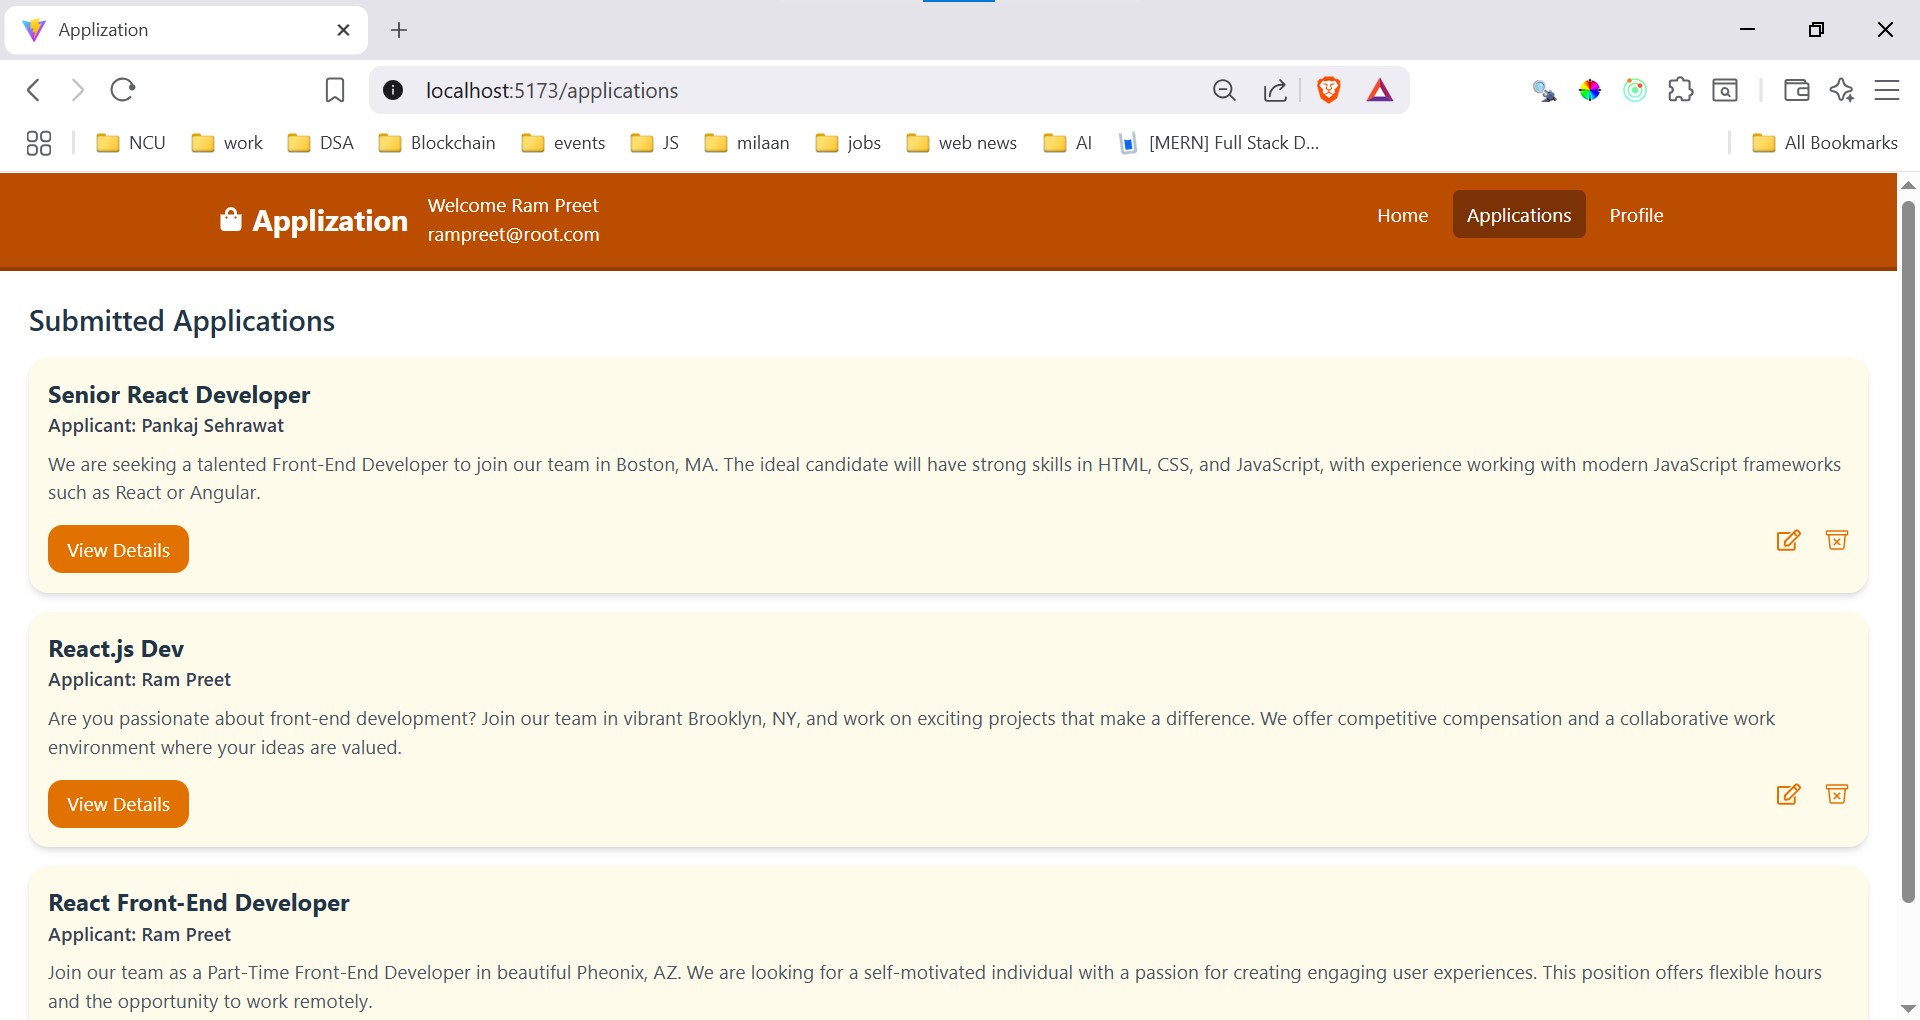 Applization
localhost:5173/applications
NCU work DSA Blockchain events JS milaan jobs web news AI [MERN] Full Stack D... All Bookmarks
Applization
Welcome Ram Preet
rampreet@root.com
Home Applications Profile
Submitted Applications
Senior React Developer
Applicant: Pankaj Sehrawat
We are seeking a talented Front-End Developer to join our team in Boston, MA. The ideal candidate will have strong skills in HTML, CSS, and JavaScript, with experience working with modern JavaScript frameworks
such as React or Angular.
View Details
React.js Dev
Applicant: Ram Preet
Are you passionate about front-end development? Join our team in vibrant Brooklyn, NY, and work on exciting projects that make a difference. We offer competitive compensation and a collaborative work
environment where your ideas are valued.
View Details
React Front-End Developer
Applicant: Ram Preet
Join our team as a Part-Time Front-End Developer in beautiful Pheonix, AZ. We are looking for a self-motivated individual with a passion for creating engaging user experiences. This position offers flexible hours
and the opportunity to work remotely.